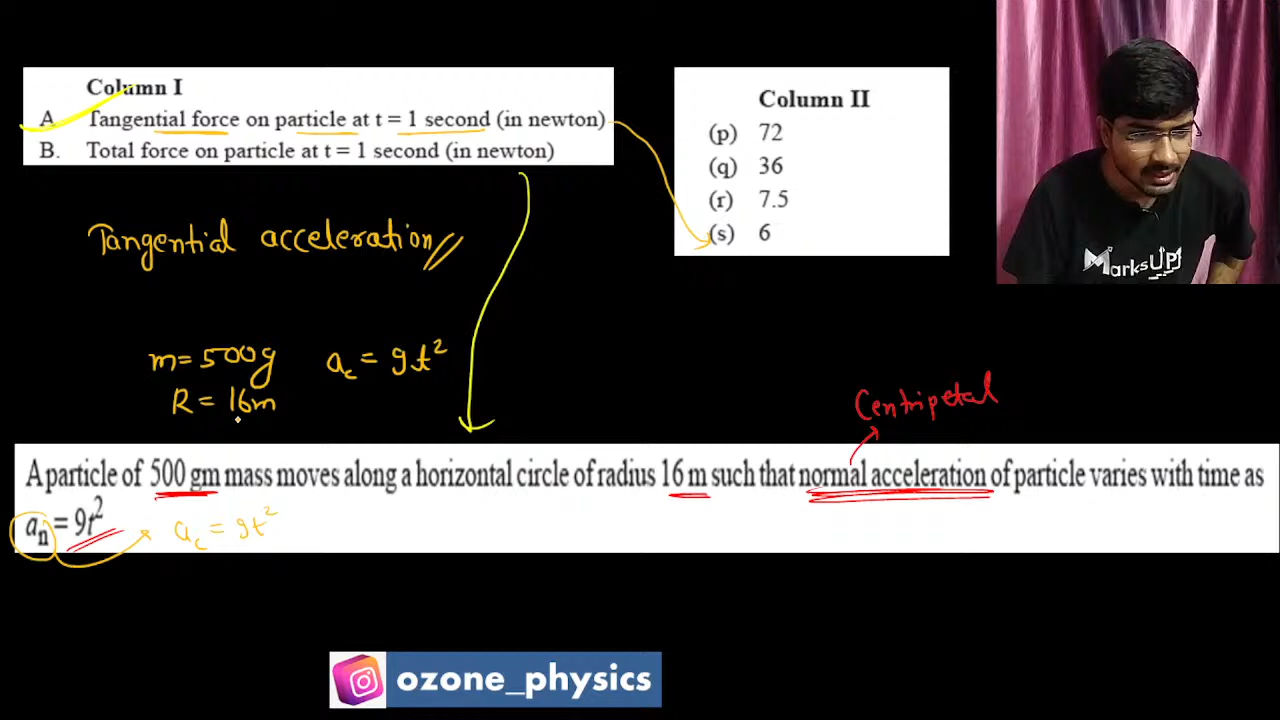 Column I
A. Tangential force on particle at t = 1 second (in newton)
B. Total force on particle at t = 1 second (in newton)
Column II
(p) 72
(q) 36
(r) 7.5
(s) 6
MarksUP!
Tangential acceleration
m = 500g
R = 16m
a_c = 9t²
Centripetal
A particle of 500 gm mass moves along a horizontal circle of radius 16 m such that normal acceleration of particle varies with time as
a_n = 9t²
a_c = 9t²
ozone_physics